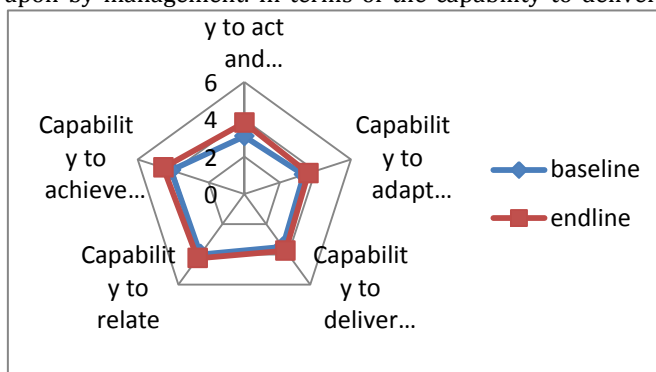 upon by management. In terms of the capability to deliver
y to act
and...
6
4
2
0
Capabilit
y to
adapt...
Capabilit
y to
deliver...
Capabilit
y to
relate
Capabilit
y to
achieve...
baseline
endline